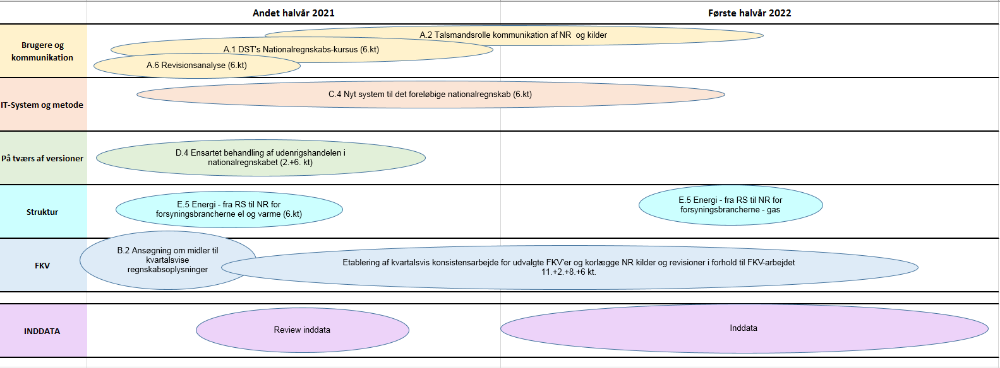 Andet halvår 2021
Første halvår 2022
Brugere og
kommunikation
A.2 Talsmandsrolle kommunikation af NR  og kilder
A.1 DST's Nationalregnskabs-kursus (6.kt)
A.6 Revisionsanalyse (6.kt)
IT-System og metode
C.4 Nyt system til det foreløbige nationalregnskab (6.kt)
På tværs af versioner
D.4 Ensartet behandling af udenrigshandelen i
nationalregnskabet (2.+6. kt)
Struktur
E.5 Energi - fra RS til NR for
forsyningsbrancherne el og varme (6.kt)
E.5 Energi - fra RS til NR for
forsyningsbrancherne - gas
FKV
B.2 Ansøgning om midler til
kvartalsvise
regnskabsoplysninger
Etablering af kvartalsvis konsistensarbejde for udvalgte FKV'er og korlægge NR kilder og revisioner i forhold til FKV-arbejdet
11.+2.+8.+6 kt.
INDDATA
Review inddata
Inddata